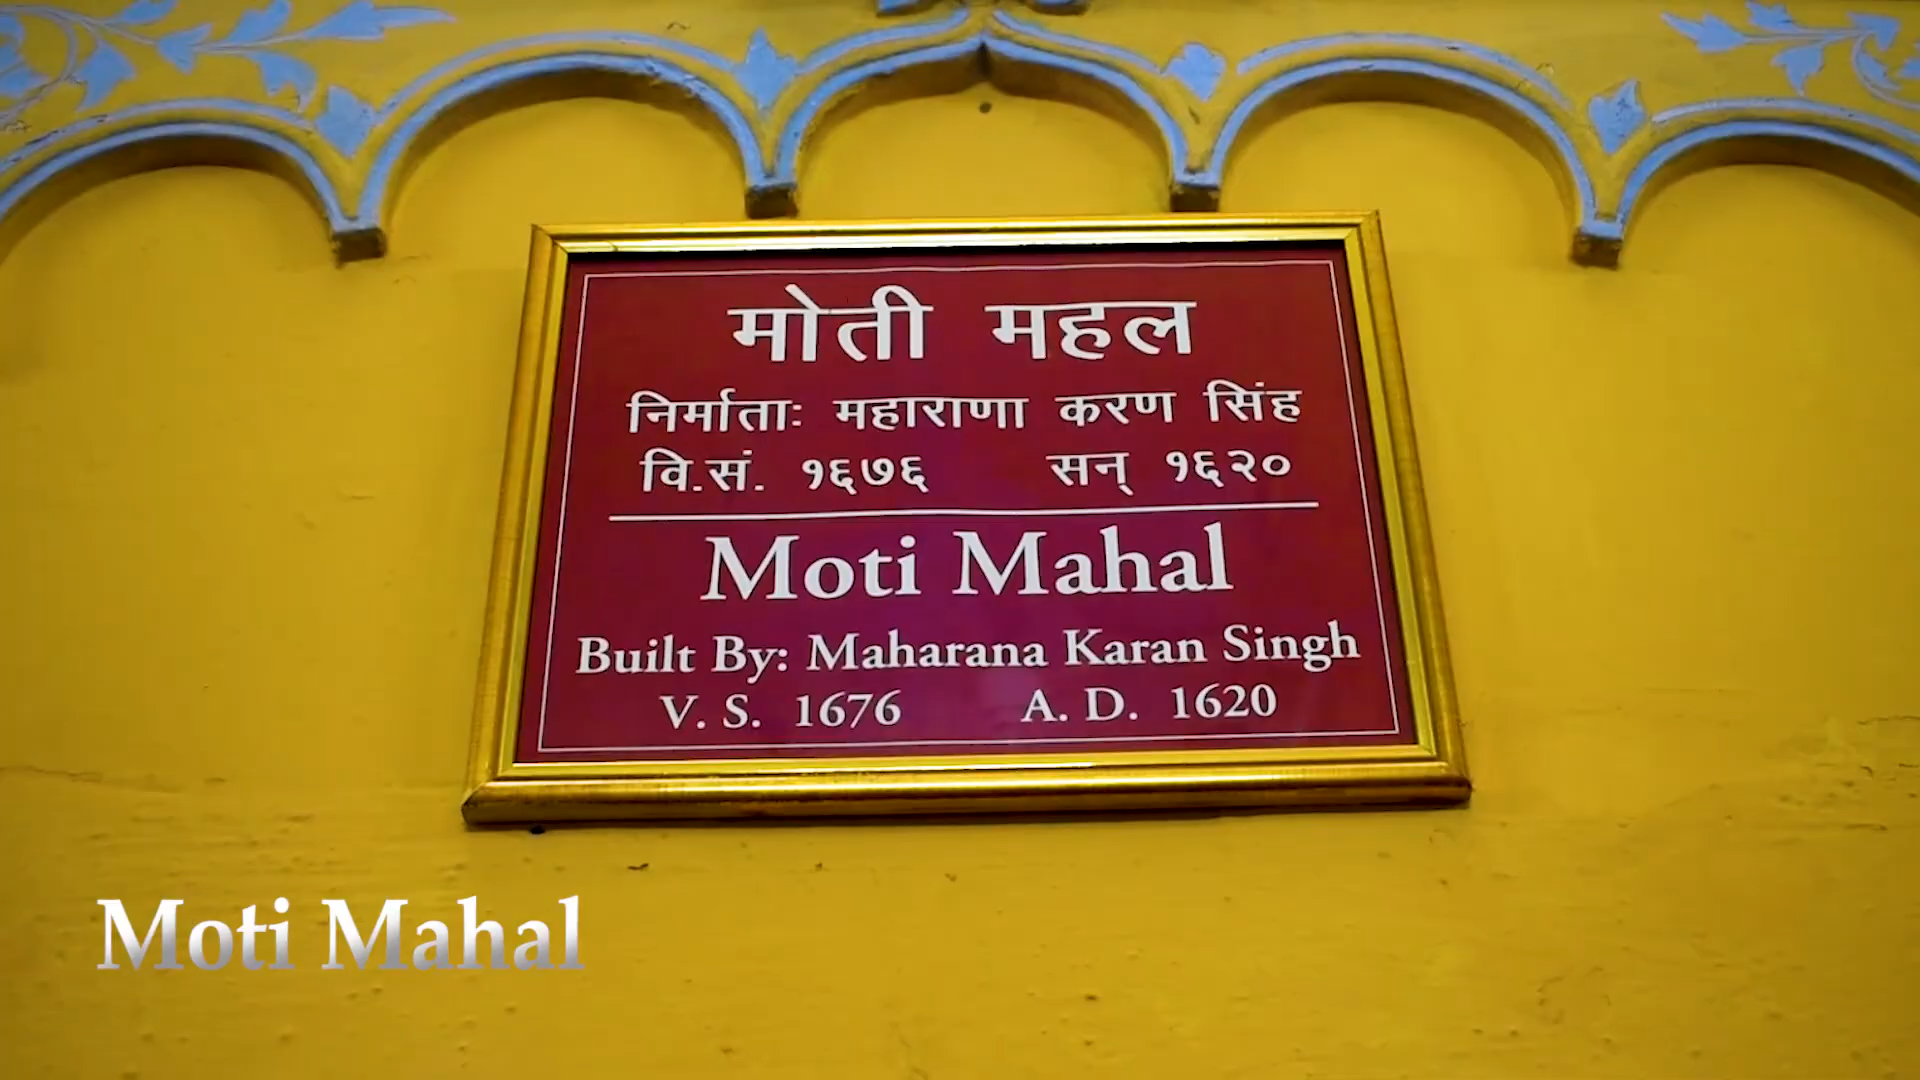 मोती महल
निर्माताः महाराणा करण सिंह
वि.सं. १६७६ सन् १६२०
Moti Mahal
Built By: Maharana Karan Singh
V. S. 1676 A. D. 1620
Moti Mahal